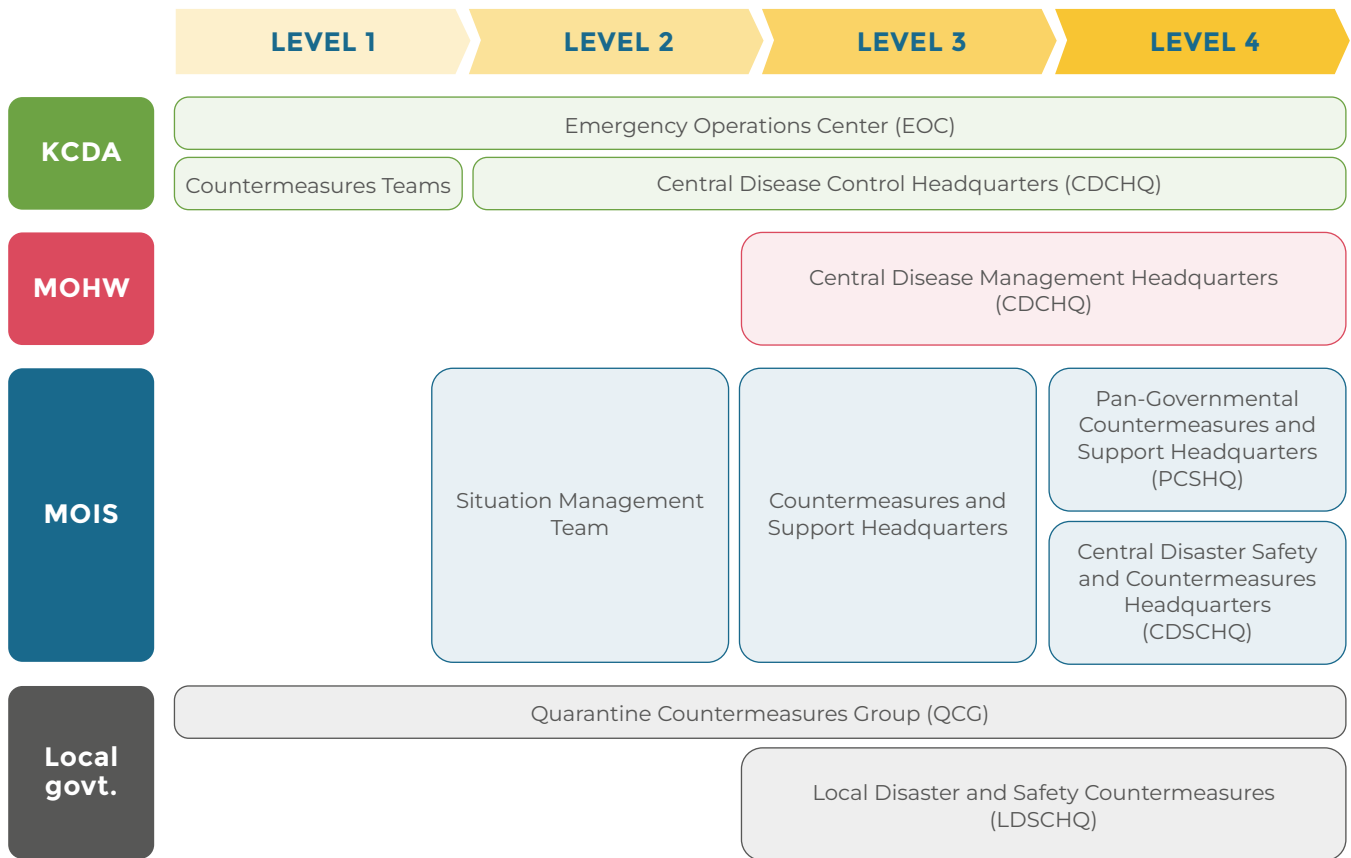 LEVEL 1
LEVEL 2
LEVEL 3
LEVEL 4
KCDA
Emergency Operations Center (EOC)
Countermeasures Teams
Central Disease Control Headquarters (CDCHQ)
MOHW
Central Disease Management Headquarters
(CDCHQ)
MOIS
Situation Management
Team
Countermeasures and
Support Headquarters
Pan-Governmental
Countermeasures and
Support Headquarters
(PCSHQ)
Central Disaster Safety
and Countermeasures
Headquarters
(CDSCHQ)
Local
govt.
Quarantine Countermeasures Group (QCG)
Local Disaster and Safety Countermeasures
(LDSCHQ)